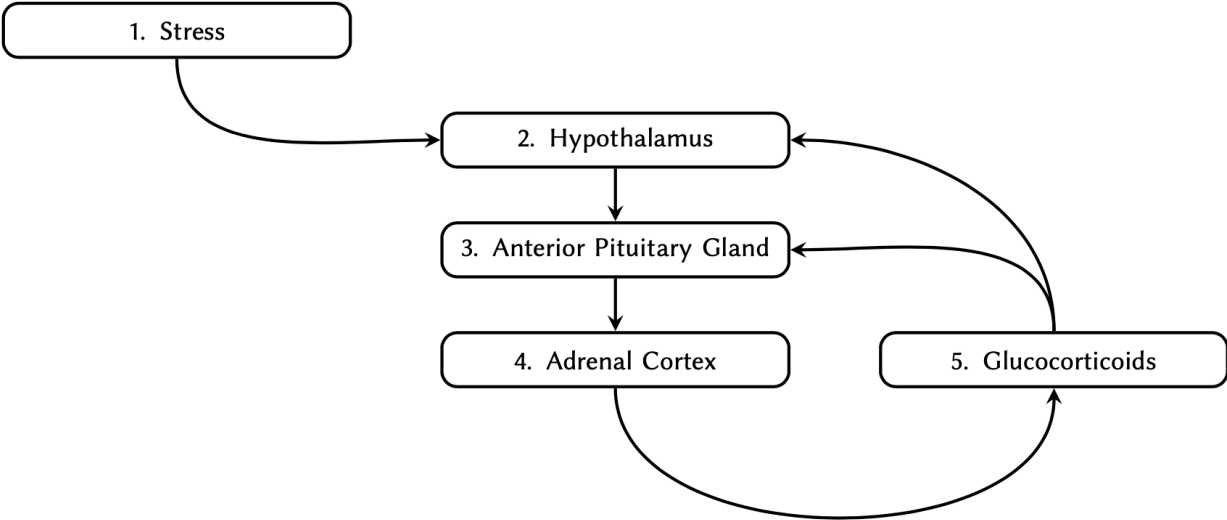 1. Stress
2. Hypothalamus
3. Anterior Pituitary Gland
4. Adrenal Cortex
5. Glucocorticoids